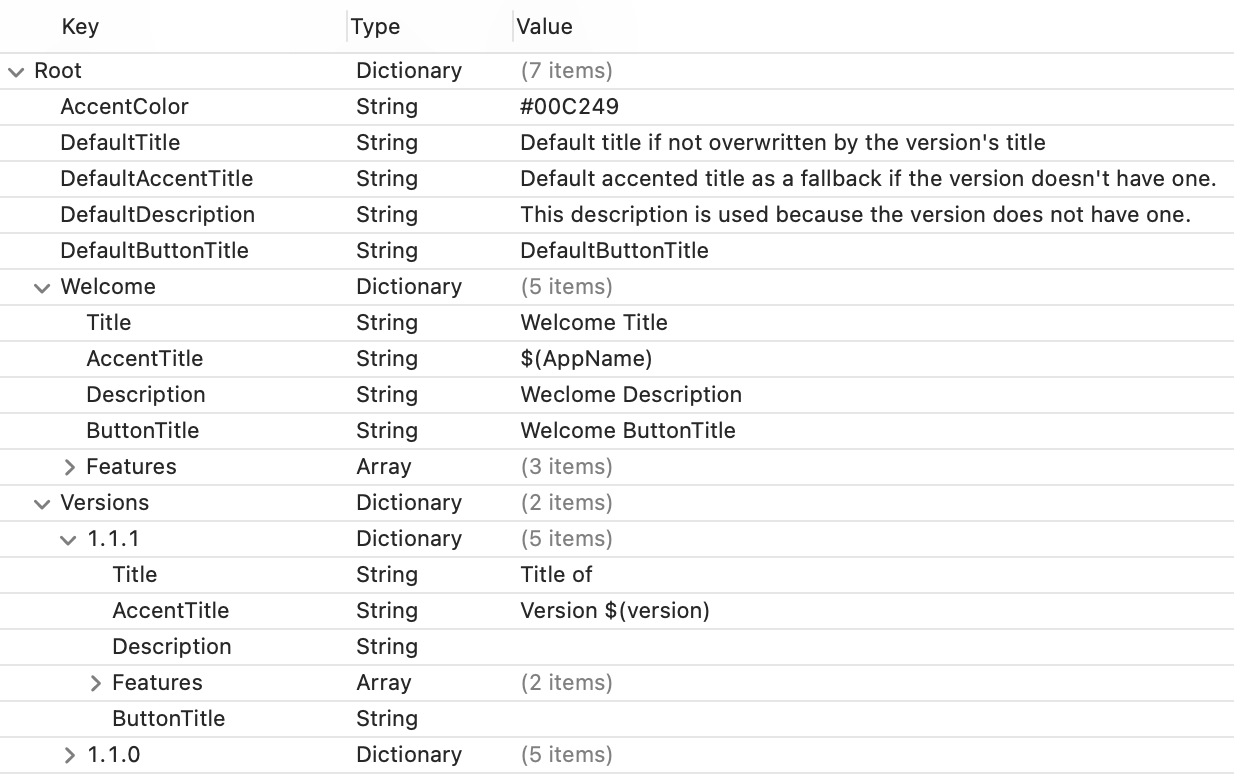 Key Type Value
Root Dictionary (7 items)
AccentColor String #00C249
DefaultTitle String Default title if not overwritten by the version's title
DefaultAccentTitle String Default accented title as a fallback if the version doesn't have one.
DefaultDescription String This description is used because the version does not have one.
DefaultButtonTitle String DefaultButtonTitle
Welcome Dictionary (5 items)
Title String Welcome Title
AccentTitle String $(AppName)
Description String Weclome Description
ButtonTitle String Welcome ButtonTitle
Features Array (3 items)
Versions Dictionary (2 items)
1.1.1 Dictionary (5 items)
Title String Title of
AccentTitle String Version $(version)
Description String
Features Array (2 items)
ButtonTitle String
1.1.0 Dictionary (5 items)